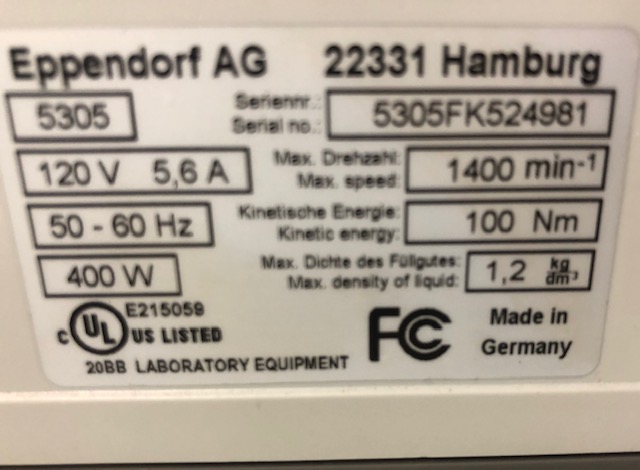 Eppendorf AG 22331 Hamburg
5305 Seriennr.: 5305FK524981
Serial no.:
120 V 5,6 A Max. Drehzahl: 1400 min-1
Max. speed:
50 - 60 Hz Kinetische Energie: 100 Nm
Kinetic energy:
400 W Max. Dichte des Füllgutes: 1,2 kg/dm³
Max. density of liquid:
E215059
c UL US LISTED
20BB LABORATORY EQUIPMENT
FC
Made in
Germany